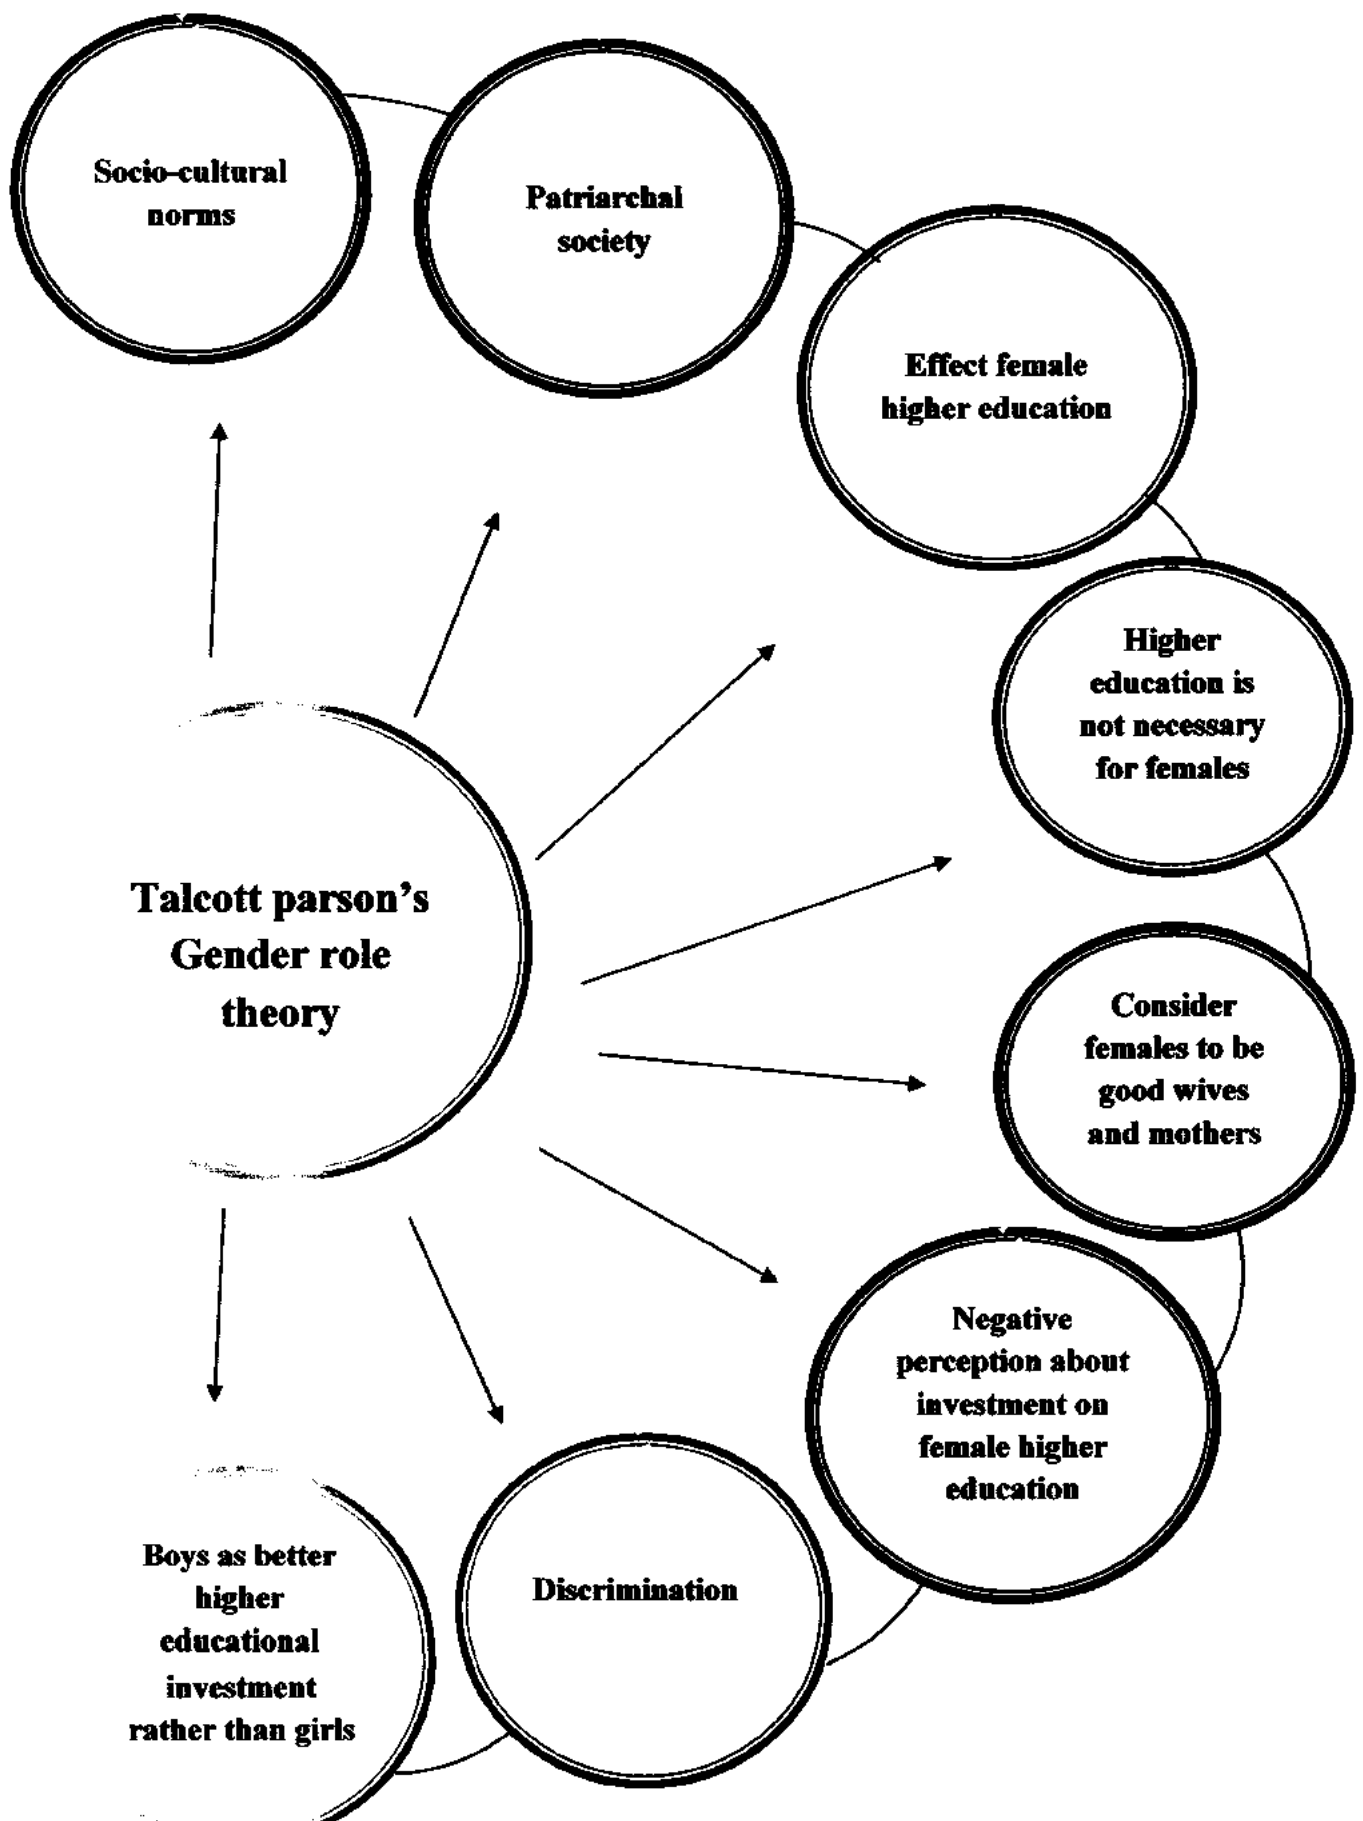 Socio-cultural
norms
Patriarchal
society
Effect female
higher education
Higher
education is
not necessary
for females
Talcott parson’s
Gender role
theory
Consider
females to be
good wives
and mothers
Negative
perception about
investment on
female higher
education
Discrimination
Boys as better
higher
educational
investment
rather than girls